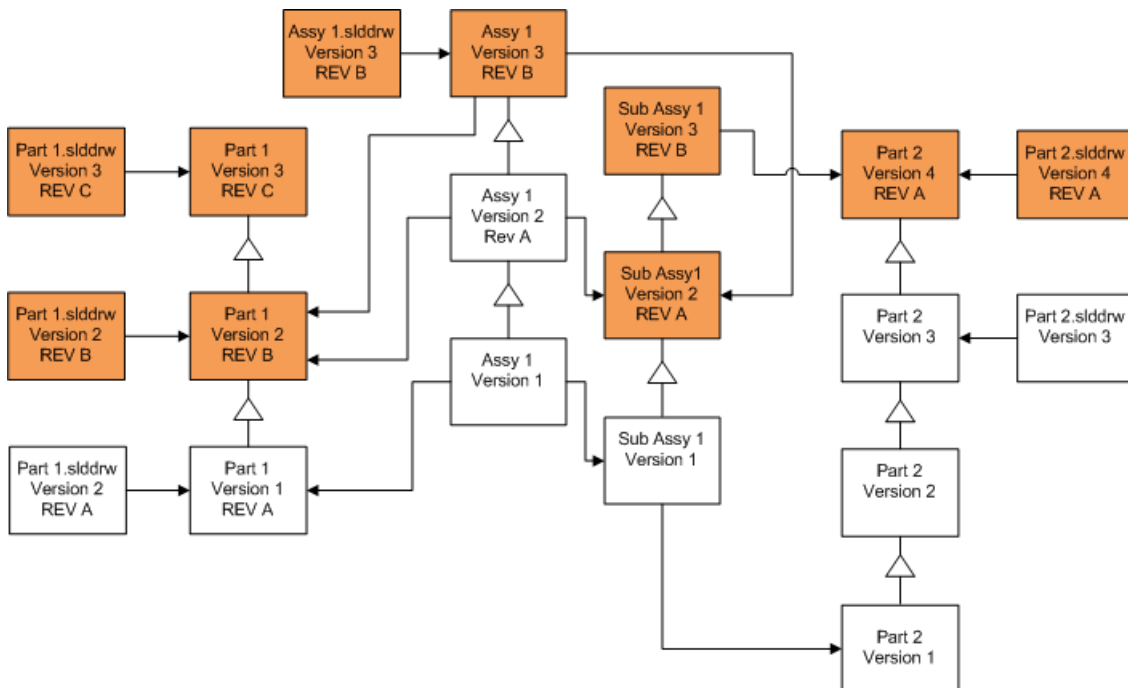 Assy 1.slddrw
Version 3
REV B
Assy 1
Version 3
REV B
Sub Assy 1
Version 3
REV B
Part 1.slddrw
Version 3
REV C
Part 1
Version 3
REV C
Part 2
Version 4
REV A
Part 2.slddrw
Version 4
REV A
Assy 1
Version 2
Rev A
Sub Assy1
Version 2
REV A
Part 1.slddrw
Version 2
REV B
Part 1
Version 2
REV B
Part 2
Version 3
Part 2.slddrw
Version 3
Assy 1
Version 1
Sub Assy 1
Version 1
Part 1.slddrw
Version 2
REV A
Part 1
Version 1
REV A
Part 2
Version 2
Part 2
Version 1